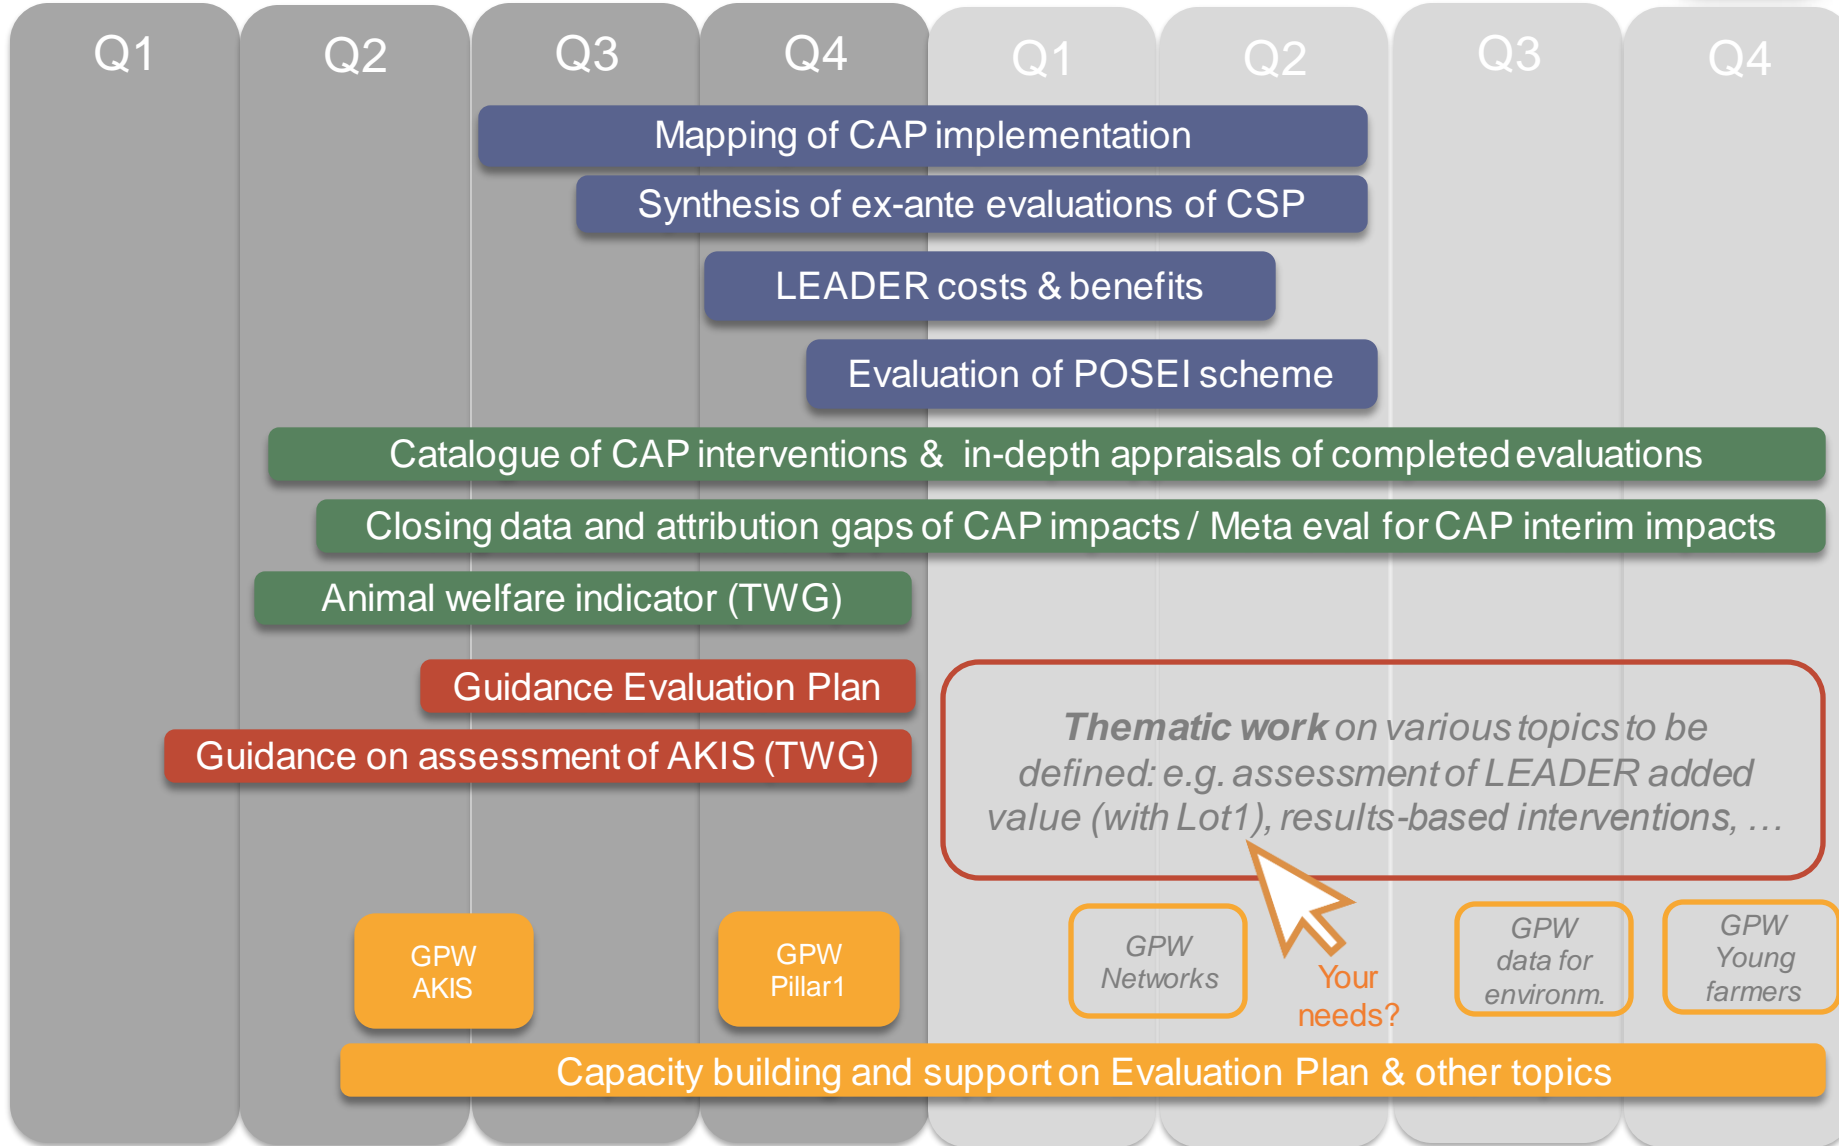 Q1 Q2 Q3 Q4 Q1 Q2 Q3 Q4
Mapping of CAP implementation
Synthesis of ex-ante evaluations of CSP
LEADER costs & benefits
Evaluation of POSEI scheme
Catalogue of CAP interventions & in-depth appraisals of completed evaluations
Closing data and attribution gaps of CAP impacts / Meta eval for CAP interim impacts
Animal welfare indicator (TWG)
Guidance Evaluation Plan
Guidance on assessment of AKIS (TWG)
Thematic work on various topics to be
defined: e.g. assessment of LEADER added
value (with Lot1), results-based interventions, …
GPW
AKIS
GPW
Pillar1
GPW
Networks
Your
needs?
GPW
data for
environm.
GPW
Young
farmers
Capacity building and support on Evaluation Plan & other topics